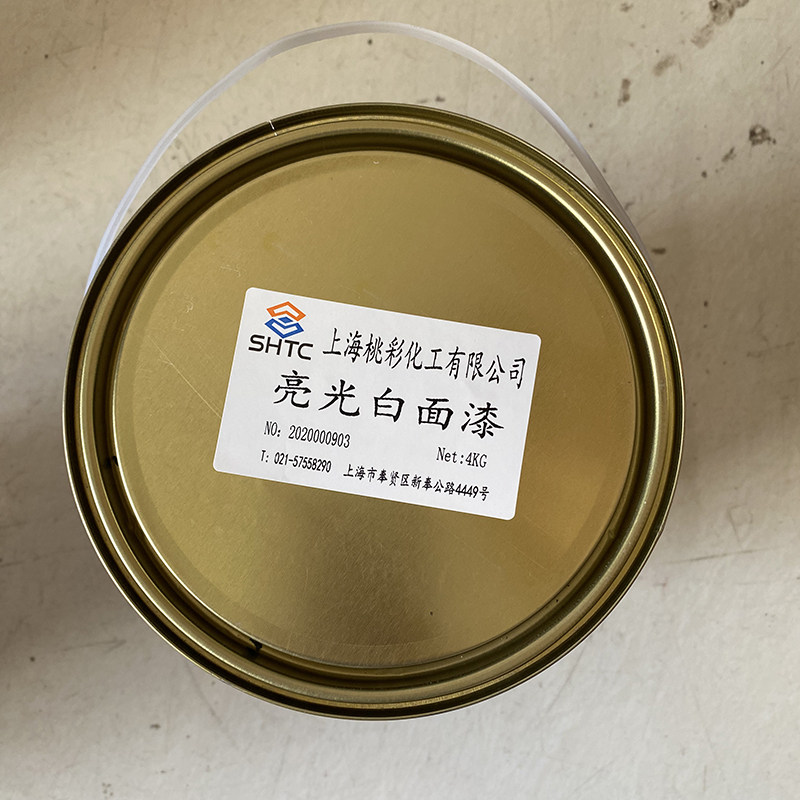 SHTC 上海桃彩化工有限公司
亮光白面漆
NO: 2020000903 Net:4KG
T: 021-57558290 上海市奉贤区新奉公路4449号